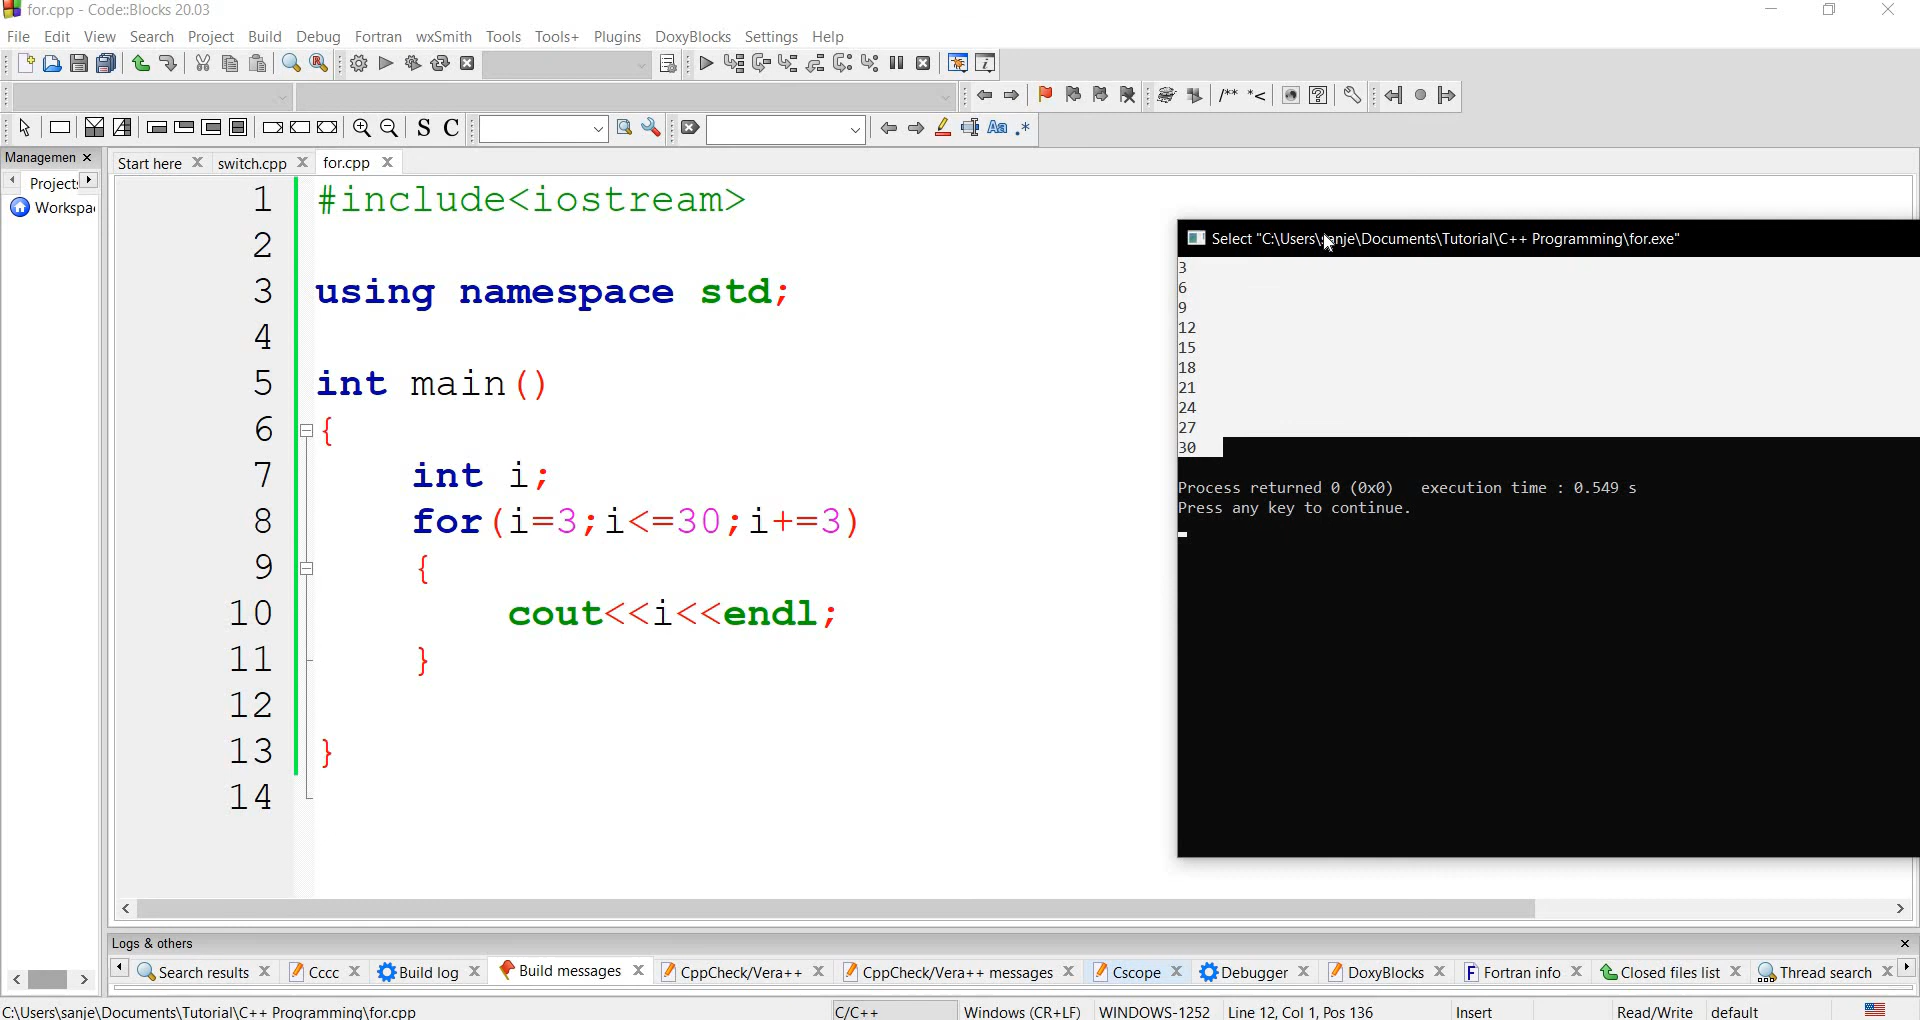 for.cpp - Code::Blocks 20.03
File Edit View Search Project Build Debug Fortran wxSmith Tools Tools+ Plugins DoxyBlocks Settings Help
/** *<
S C
Aa .*
Managemen
Start here switch.cpp for.cpp
Projects
Workspa
1 #include<iostream>
2
3 using namespace std;
4
5 int main()
6 {
7 int i;
8 for(i=3;i<=30;i+=3)
9 {
10 cout<<i<<endl;
11 }
12
13 }
14
Select "C:\Users\sanje\Documents\Tutorial\C++ Programming\for.exe"
3
6
9
12
15
18
21
24
27
30
Process returned 0 (0x0) execution time : 0.549 s
Press any key to continue.
Logs & others
Search results Cccc Build log Build messages CppCheck/Vera++ CppCheck/Vera++ messages Cscope Debugger DoxyBlocks Fortran info Closed files list Thread search
C:\Users\sanje\Documents\Tutorial\C++ Programming\for.cpp C/C++ Windows (CR+LF) WINDOWS-1252 Line 12, Col 1, Pos 136 Insert Read/Write default